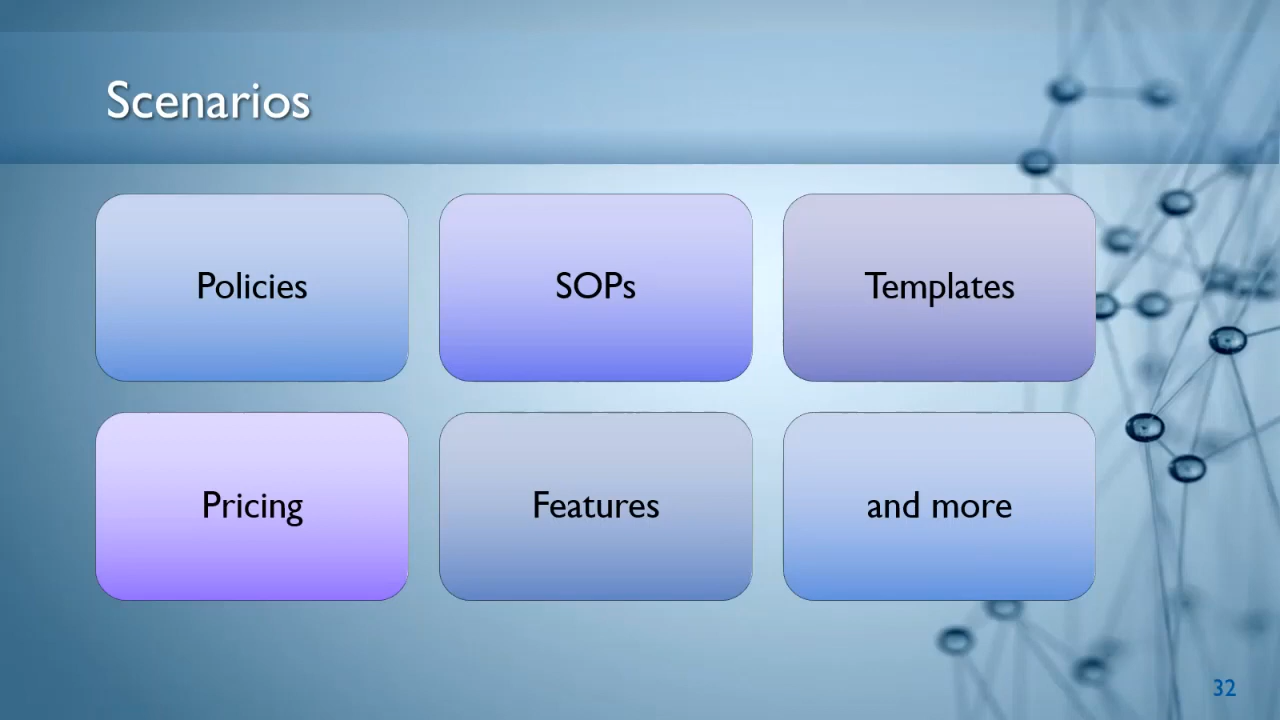 Scenarios
Policies
SOPs
Templates
Pricing
Features
and more
32